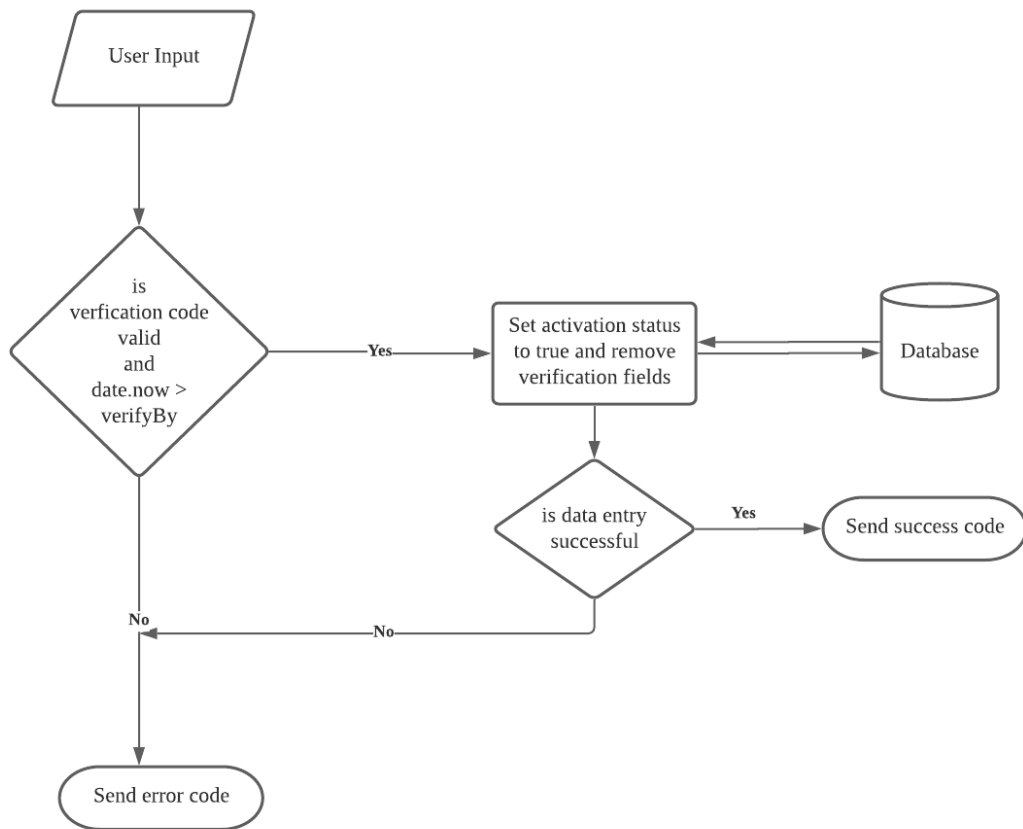 User Input
is
verfication code
valid
and
date.now >
verifyBy
Yes
Set activation status
to true and remove
verification fields
Database
is data entry
successful
Yes
Send success code
No
No
Send error code